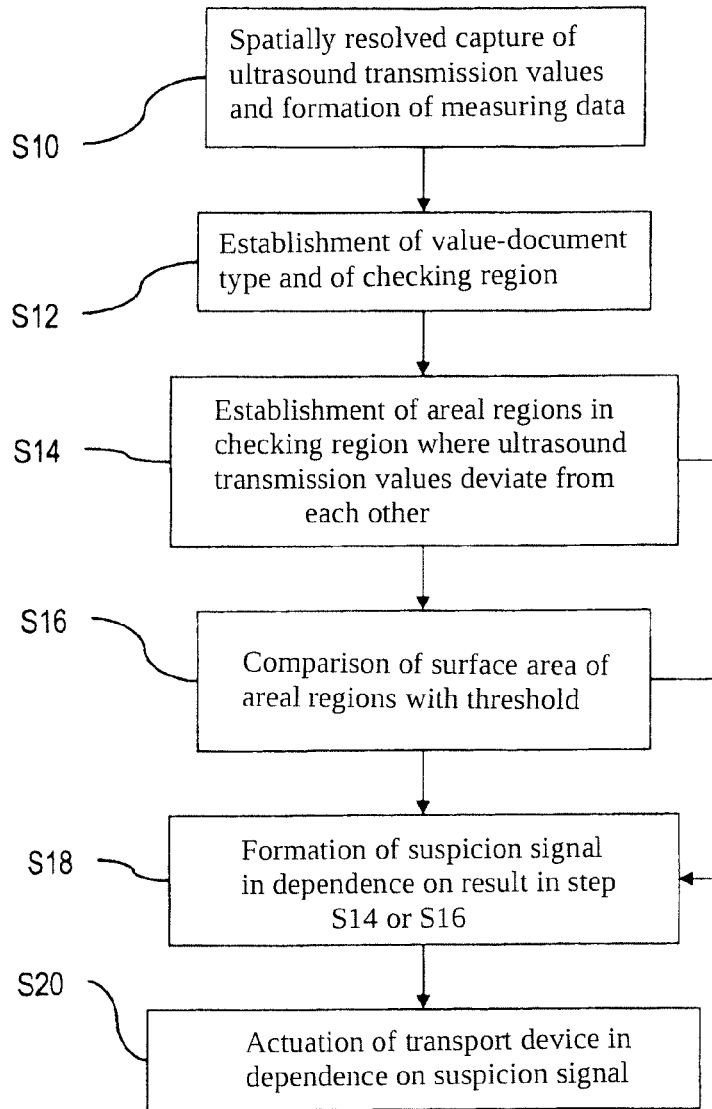 Spatially resolved capture of
ultrasound transmission values
and formation of measuring data
S10
Establishment of value-document
type and of checking region
S12
Establishment of areal regions in
checking region where ultrasound
transmission values deviate from
each other
S14
S16
Comparison of surface area of
areal regions with threshold
S18
Formation of suspicion signal
in dependence on result in step
S14 or S16
S20
Actuation of transport device in
dependence on suspicion signal